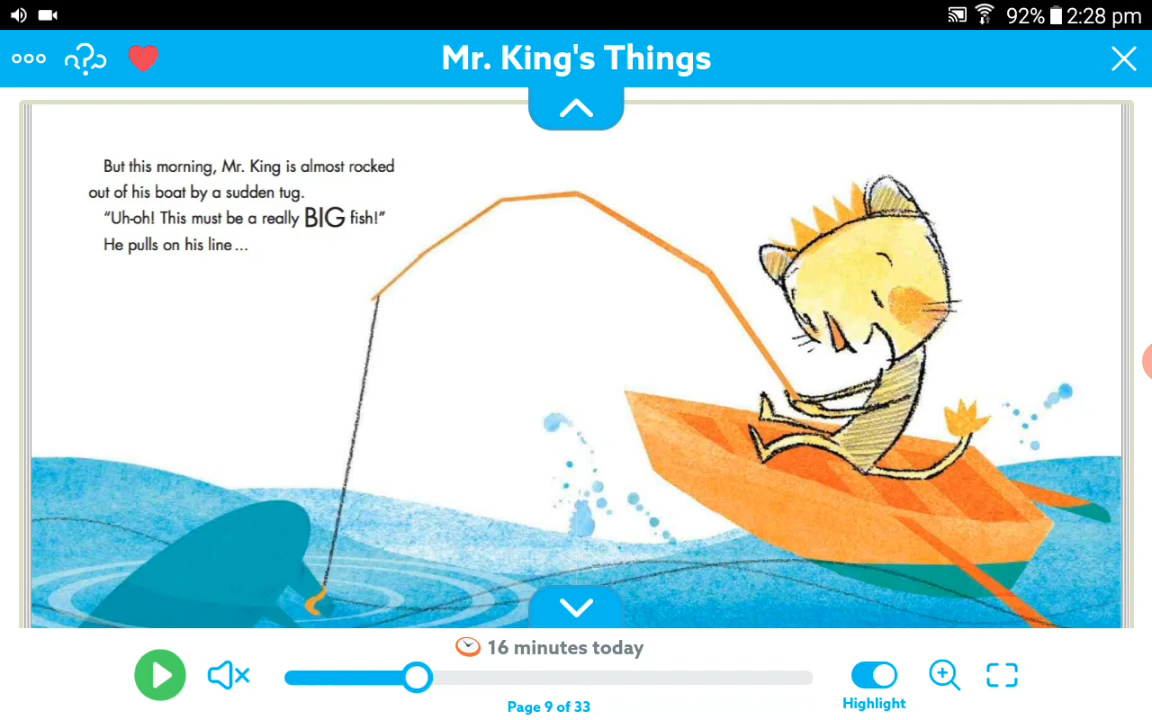 92% 2:28 pm
Mr. King's Things
But this morning, Mr. King is almost rocked
out of his boat by a sudden tug.
“Uh-oh! This must be a really BIG fish!”
He pulls on his line...
16 minutes today
Page 9 of 33
Highlight